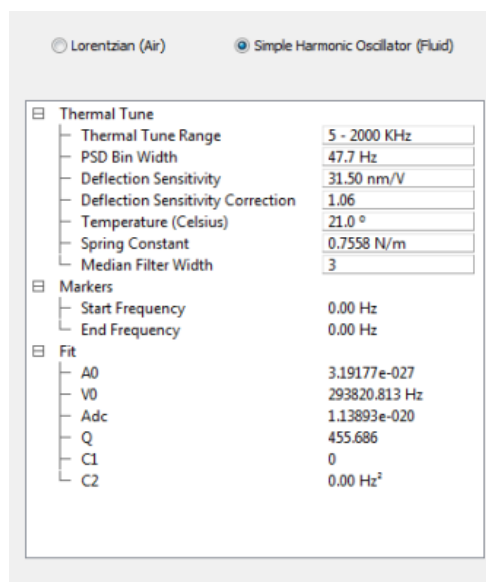 Lorentzian (Air) Simple Harmonic Oscillator (Fluid)
Thermal Tune
Thermal Tune Range 5 - 2000 KHz
PSD Bin Width 47.7 Hz
Deflection Sensitivity 31.50 nm/V
Deflection Sensitivity Correction 1.06
Temperature (Celsius) 21.0 º
Spring Constant 0.7558 N/m
Median Filter Width 3
Markers
Start Frequency 0.00 Hz
End Frequency 0.00 Hz
Fit
A0 3.19177e-027
V0 293820.813 Hz
Adc 1.13893e-020
Q 455.686
C1 0
C2 0.00 Hz²